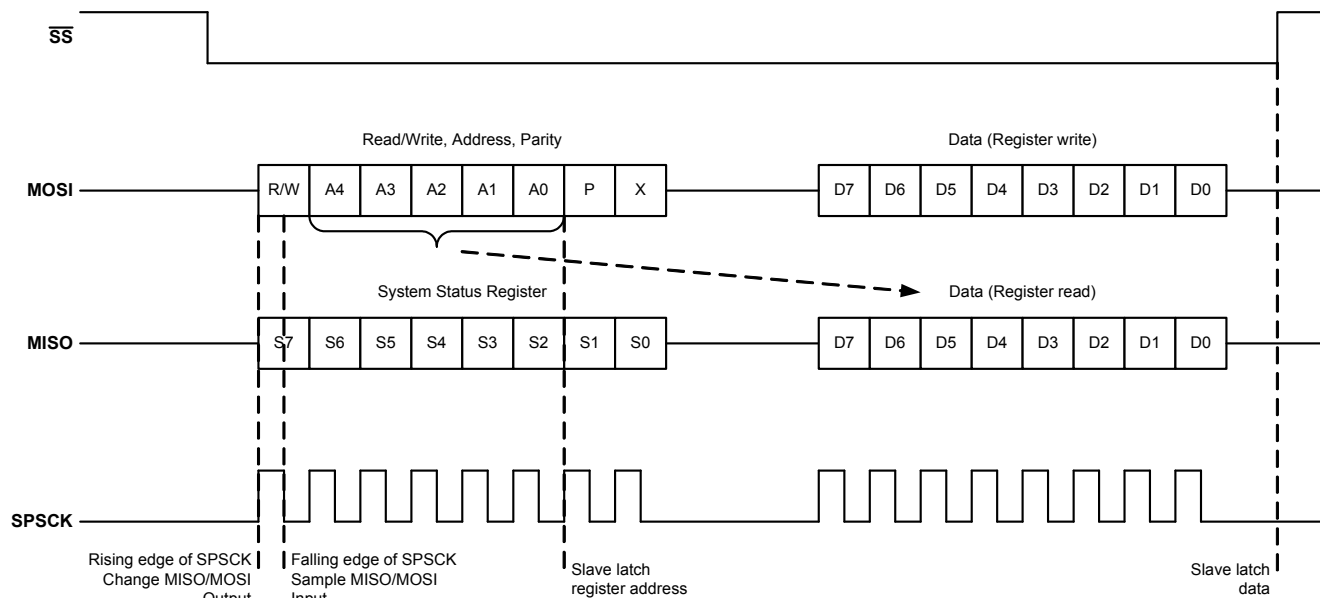 SS
Read/Write, Address, Parity
Data (Register write)
MOSI
R/W A4 A3 A2 A1 A0 P X
D7 D6 D5 D4 D3 D2 D1 D0
System Status Register
Data (Register read)
MISO
S7 S6 S5 S4 S3 S2 S1 S0
D7 D6 D5 D4 D3 D2 D1 D0
SPSCK
Rising edge of SPSCK
Change MISO/MOSI
Output
Falling edge of SPSCK
Sample MISO/MOSI
Input
Slave latch
register address
Slave latch
data